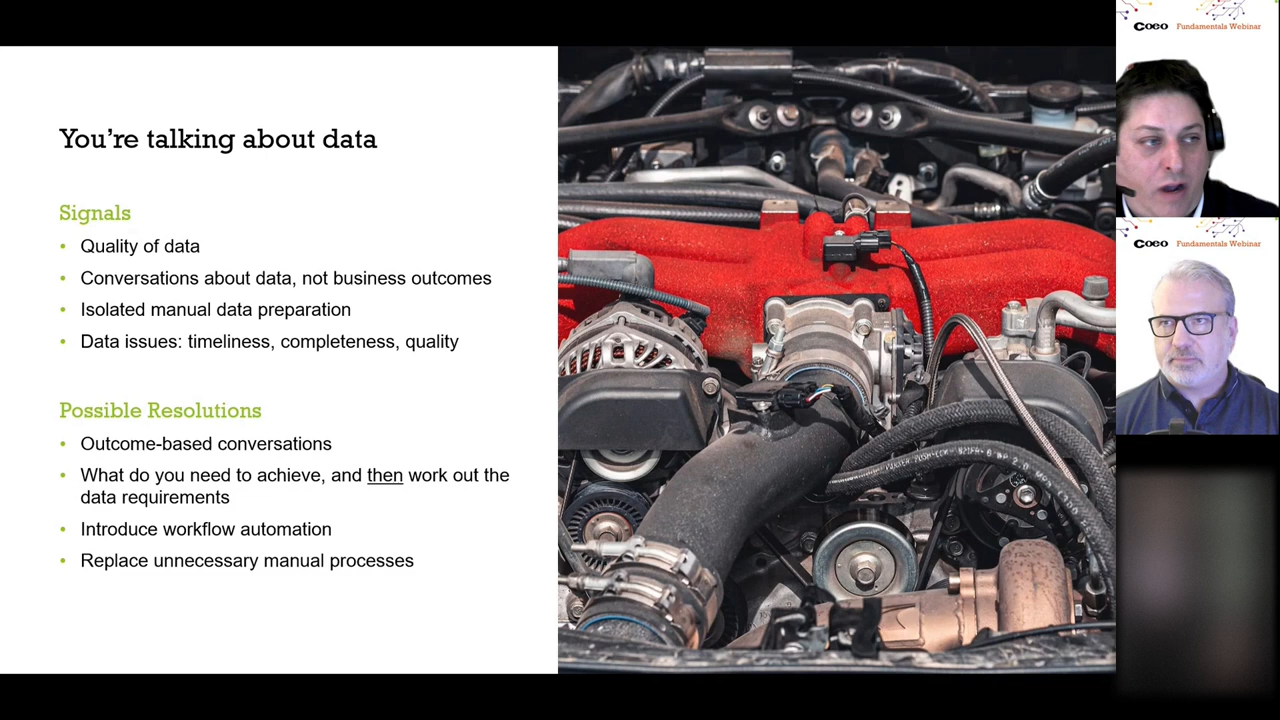 You’re talking about data
Signals
• Quality of data
• Conversations about data, not business outcomes
• Isolated manual data preparation
• Data issues: timeliness, completeness, quality
Possible Resolutions
• Outcome-based conversations
• What do you need to achieve, and then work out the
data requirements
• Introduce workflow automation
• Replace unnecessary manual processes
coeo Fundamentals Webinar
coeo Fundamentals Webinar